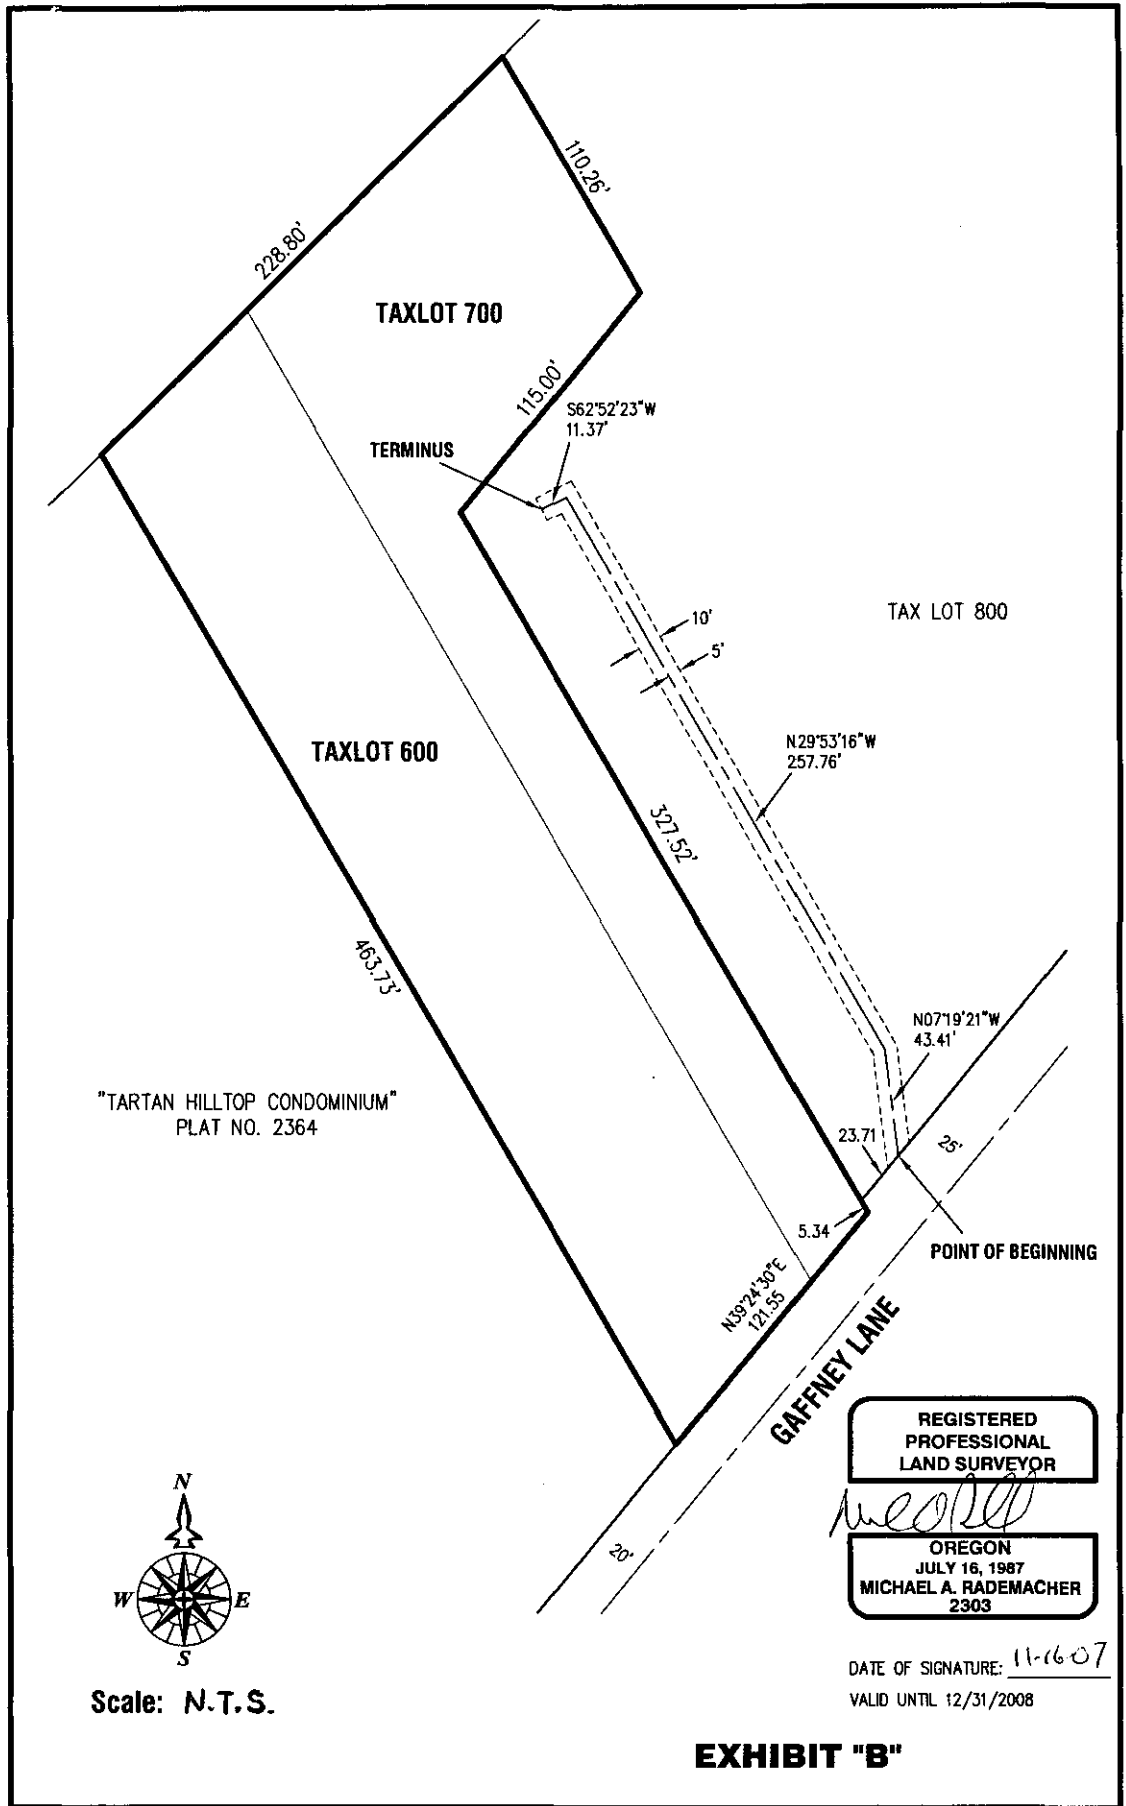 110.26'
228.80'
TAXLOT 700
115.00'
S62°52'23"W
11.37'
TERMINUS
10'
TAX LOT 800
5'
N29°53'16"W
257.76'
TAXLOT 600
327.52'
463.73'
N07°19'21"W
43.41'
"TARTAN HILLTOP CONDOMINIUM"
PLAT NO. 2364
23.71
25'
5.34
POINT OF BEGINNING
N39°24'30"E
121.55
GAFFNEY LANE
20'
REGISTERED
PROFESSIONAL
LAND SURVEYOR
OREGON
JULY 16, 1987
MICHAEL A. RADEMACHER
2303
N
W
E
S
DATE OF SIGNATURE: 11-16-07
VALID UNTIL 12/31/2008
Scale: N.T.S.
EXHIBIT "B"